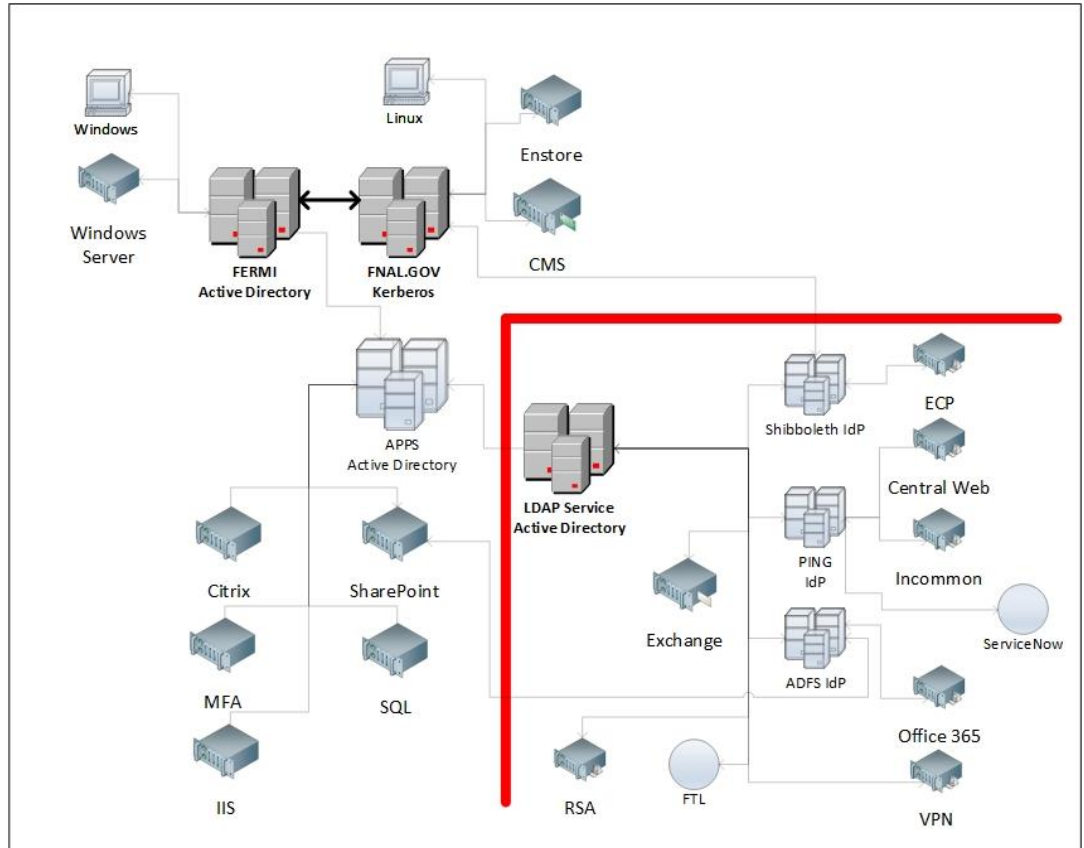 Windows
Linux
Enstore
Windows
Server
CMS
FERMI
Active Directory
FNAL.GOV
Kerberos
ECP
Shibboleth IdP
APPS
Active Directory
Central Web
LDAP Service
Active Directory
PING
IdP
Incommon
Citrix
SharePoint
Exchange
ServiceNow
ADFS IdP
MFA
SQL
Office 365
IIS
RSA
FTL
VPN